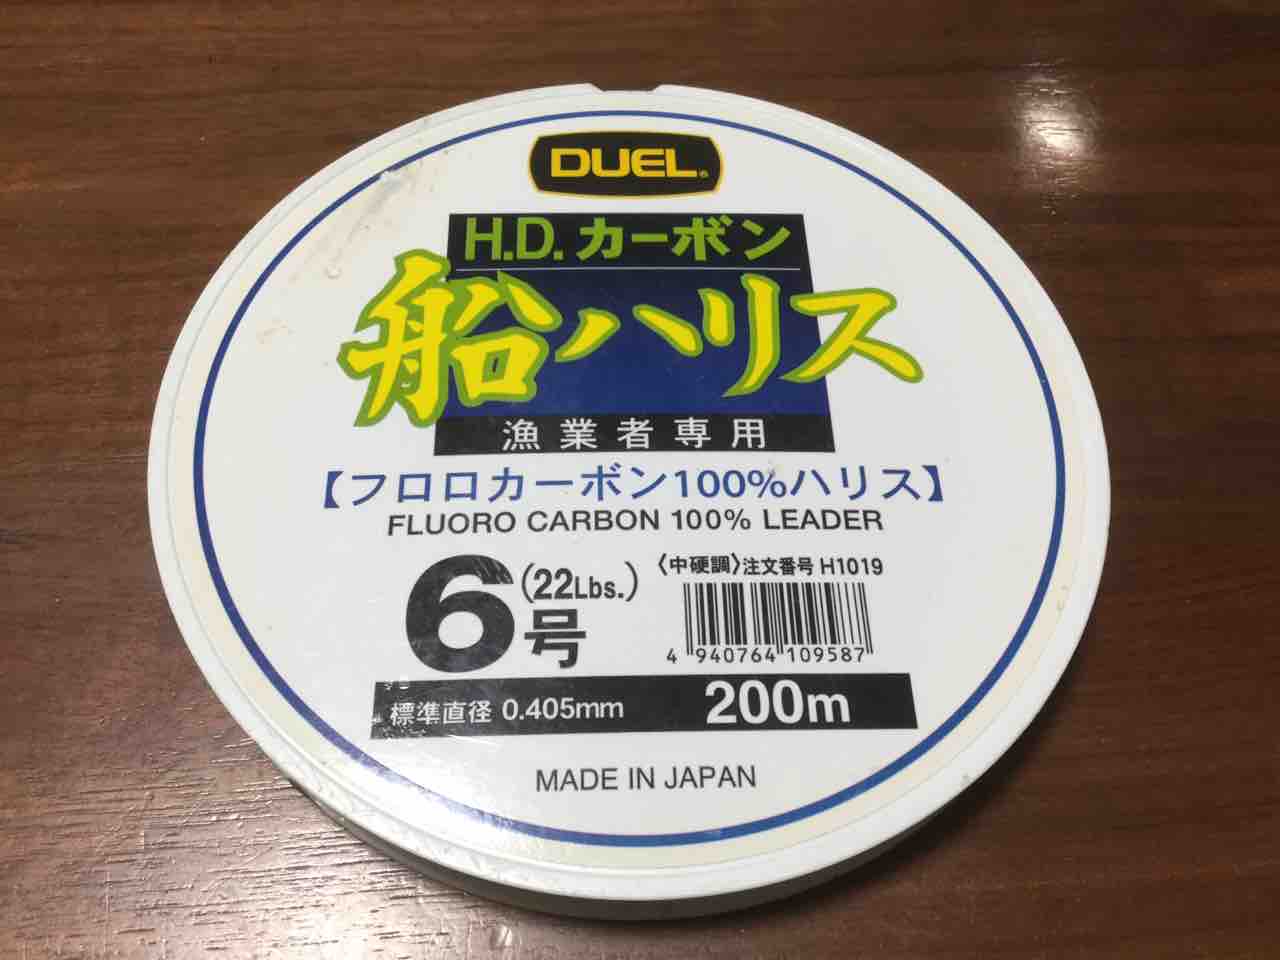 DUEL®
H.D.カーボン
船ハリス
漁業者専用
【フロロカーボン100%ハリス】
FLUORO CARBON 100% LEADER
6号(22Lbs.)
〈中硬調〉注文番号 H1019
4 940764 109587
標準直径 0.405mm 200m
MADE IN JAPAN